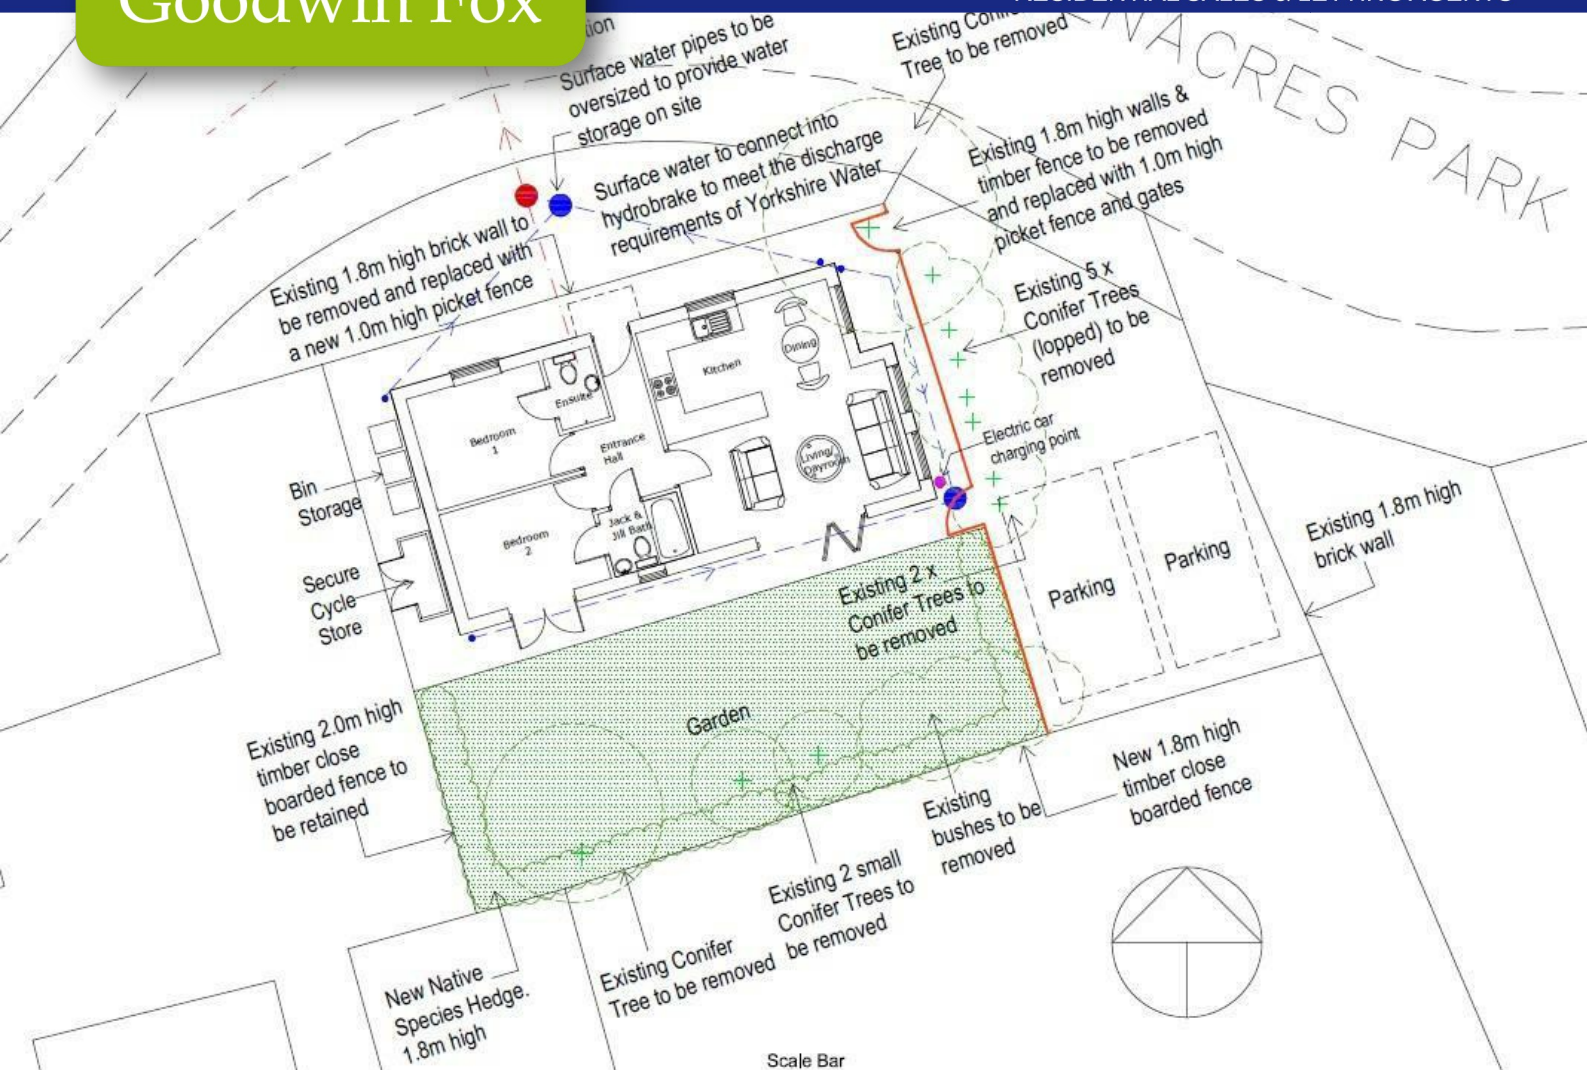 Goodwin Fox
Surface water pipes to be
oversized to provide water
storage on site
Tree to be removed
NACRES PARK
Existing 1.8m high walls &
timber fence to be removed
and replaced with 1.0m high
picket fence and gates
Surface water to connect into
hydrobrake to meet the discharge
requirements of Yorkshire Water
Existing 1.8m high brick wall to
be removed and replaced with
a new 1.0m high picket fence
Existing 5 x
Conifer Trees
(lopped) to be
removed
Kitchen
Dining
Ensuite
Bedroom
1
Entrance
Hall
Living/
Dayroom
Electric car
charging point
Bin
Storage
Jack &
Jill Bath
Bedroom
2
Existing 1.8m high
brick wall
Parking
Parking
Secure
Cycle
Store
Existing 2 x
Conifer Trees to
be removed
Garden
Existing 2.0m high
timber close
boarded fence to
be retained
New 1.8m high
timber close
boarded fence
Existing
bushes to be
removed
Existing 2 small
Conifer Trees to
be removed
Existing Conifer
Tree to be removed
New Native
Species Hedge.
1.8m high
Scale Bar